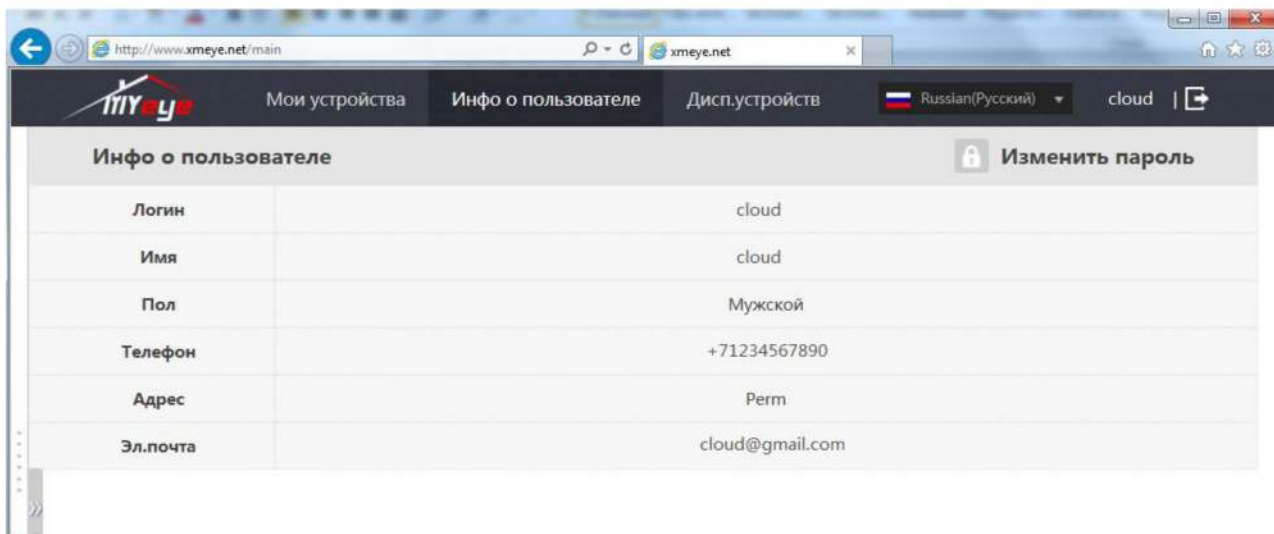 http://www.xmeye.net/main
xmeye.net
MYeye
Мои устройства
Инфо о пользователе
Дисп.устройств
Russian(Русский)
cloud
Инфо о пользователе
Изменить пароль
Логин cloud
Имя cloud
Пол Мужской
Телефон +71234567890
Адрес Perm
Эл.почта cloud@gmail.com